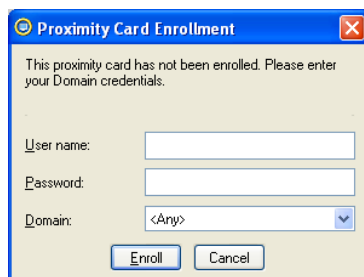 Proximity Card Enrollment
This proximity card has not been enrolled. Please enter
your Domain credentials.
User name:
Password:
Domain: <Any>
Enroll Cancel